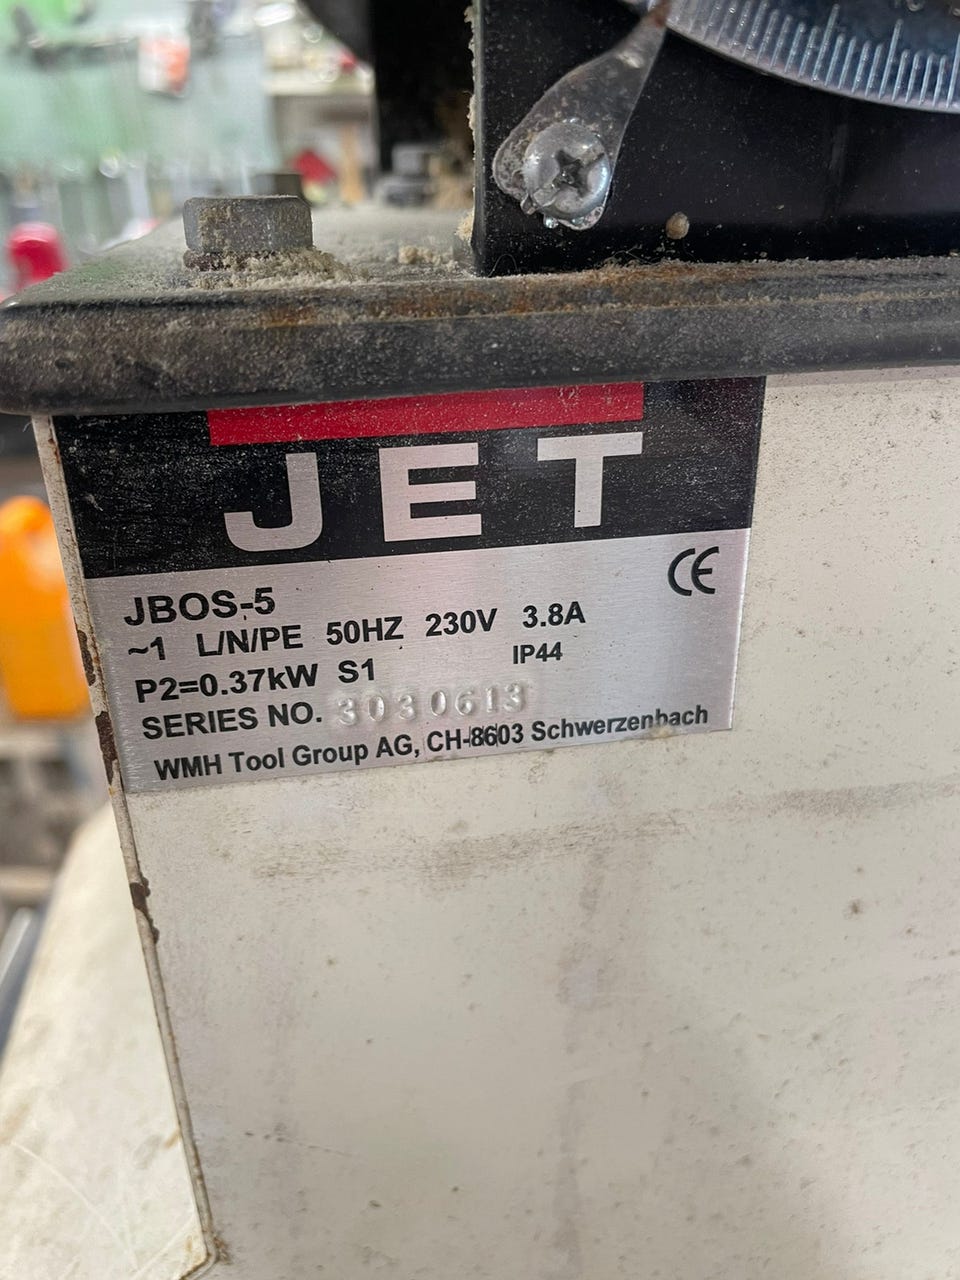 JET
CE
JBOS-5
~1 L/N/PE 50HZ 230V 3.8A
P2=0.37kW S1 IP44
SERIES NO. 3030613
WMH Tool Group AG, CH-8603 Schwerzenbach